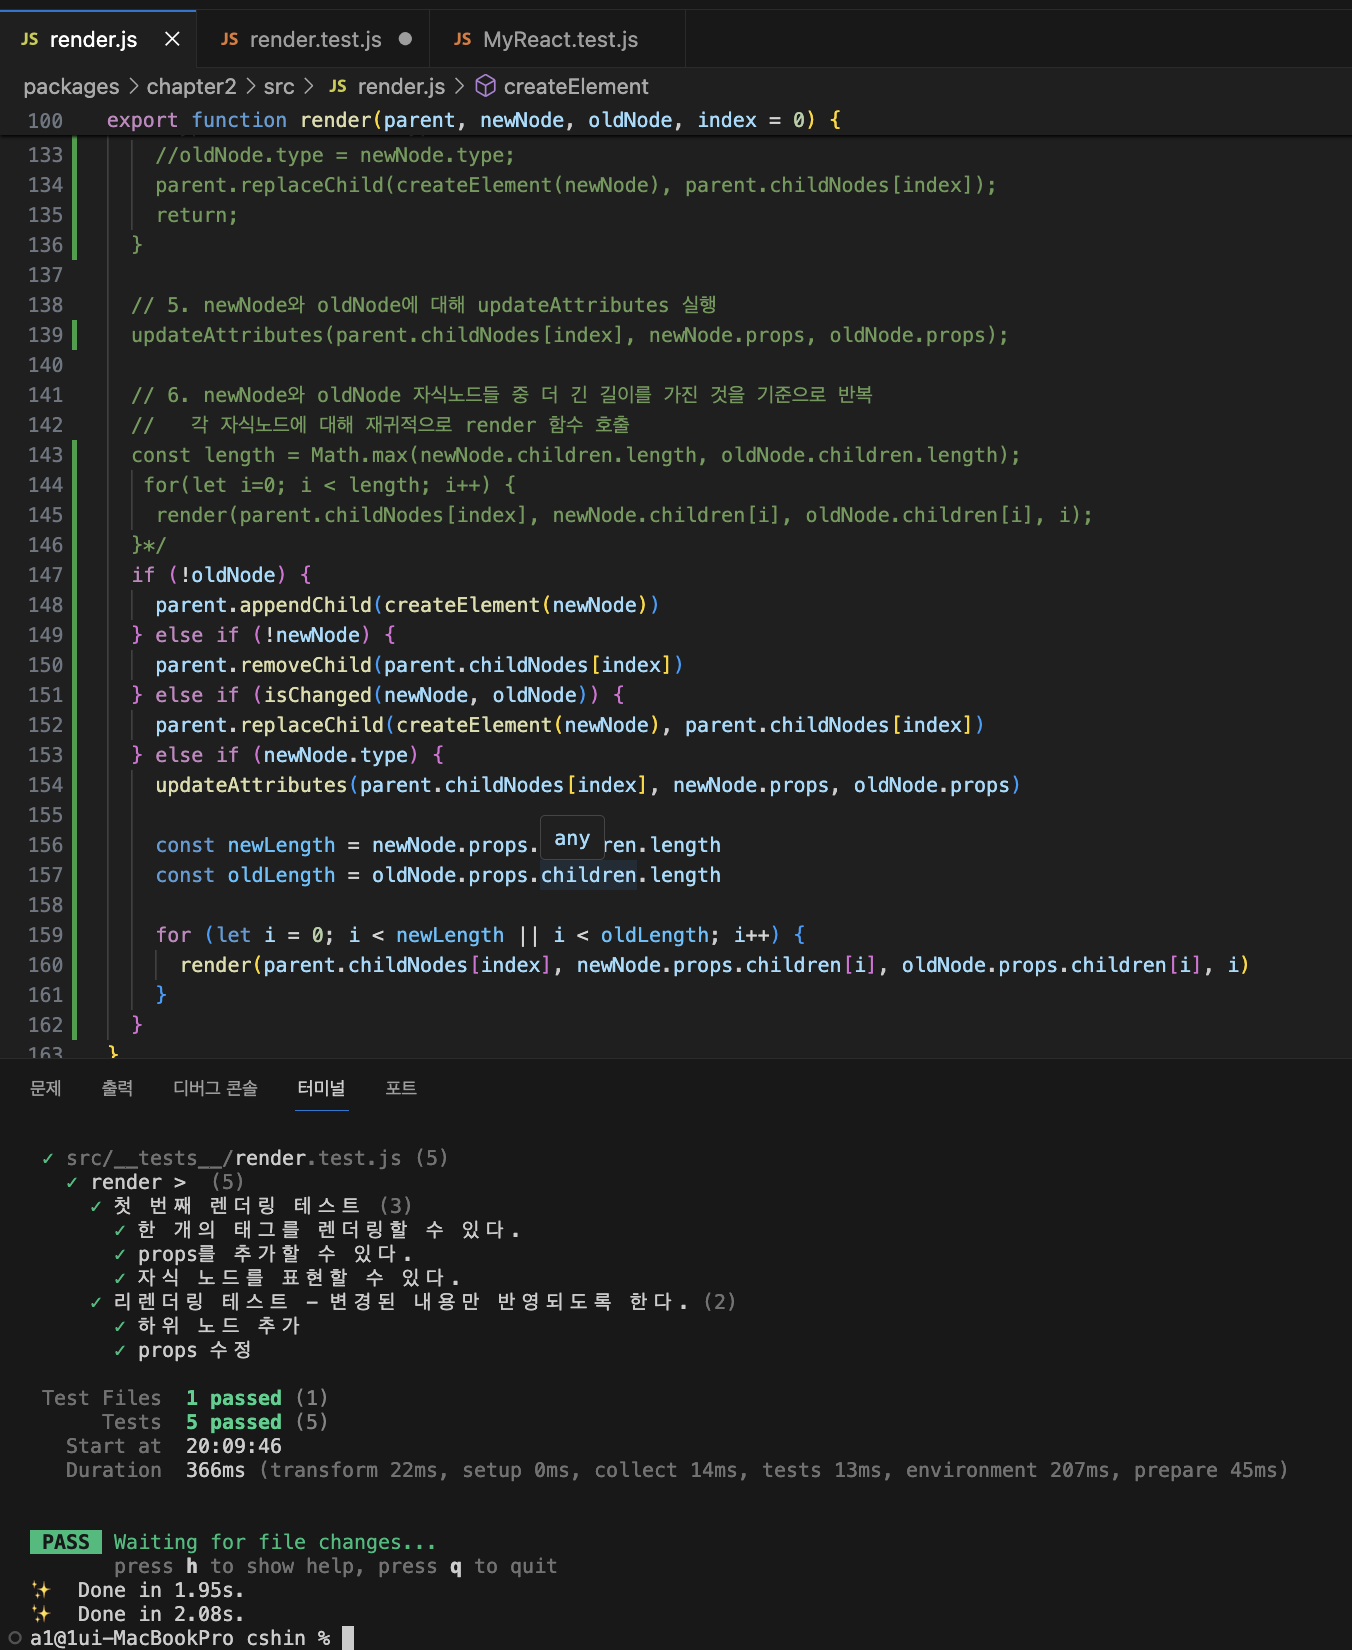 JS render.js × JS render.test.js ● JS MyReact.test.js
packages > chapter2 > src > JS render.js > createElement
100 export function render(parent, newNode, oldNode, index = 0) {
133 //oldNode.type = newNode.type;
134 parent.replaceChild(createElement(newNode), parent.childNodes[index]);
135 return;
136 }
137
138 // 5. newNode와 oldNode에 대해 updateAttributes 실행
139 updateAttributes(parent.childNodes[index], newNode.props, oldNode.props);
140
141 // 6. newNode와 oldNode 자식노드들 중 더 긴 길이를 가진 것을 기준으로 반복
142 // 각 자식노드에 대해 재귀적으로 render 함수 호출
143 const length = Math.max(newNode.children.length, oldNode.children.length);
144 for(let i=0; i < length; i++) {
145 render(parent.childNodes[index], newNode.children[i], oldNode.children[i], i);
146 }*/
147 if (!oldNode) {
148 parent.appendChild(createElement(newNode))
149 } else if (!newNode) {
150 parent.removeChild(parent.childNodes[index])
151 } else if (isChanged(newNode, oldNode)) {
152 parent.replaceChild(createElement(newNode), parent.childNodes[index])
153 } else if (newNode.type) {
154 updateAttributes(parent.childNodes[index], newNode.props, oldNode.props)
155
any
156 const newLength = newNode.props. ren.length
157 const oldLength = oldNode.props.children.length
158
159 for (let i = 0; i < newLength || i < oldLength; i++) {
160 render(parent.childNodes[index], newNode.props.children[i], oldNode.props.children[i], i)
161 }
162 }
163 }
문제 출력 디버그 콘솔 터미널 포트
✓ src/__tests__/render.test.js (5)
✓ render > (5)
✓ 첫 번째 렌더링 테스트 (3)
✓ 한 개의 태그를 렌더링할 수 있다.
✓ props를 추가할 수 있다.
✓ 자식 노드를 표현할 수 있다.
✓ 리렌더링 테스트 - 변경된 내용만 반영되도록 한다. (2)
✓ 하위 노드 추가
✓ props 수정
Test Files 1 passed (1)
Tests 5 passed (5)
Start at 20:09:46
Duration 366ms (transform 22ms, setup 0ms, collect 14ms, tests 13ms, environment 207ms, prepare 45ms)
PASS Waiting for file changes...
press h to show help, press q to quit
✨ Done in 1.95s.
✨ Done in 2.08s.
a1@1ui-MacBookPro cshin %